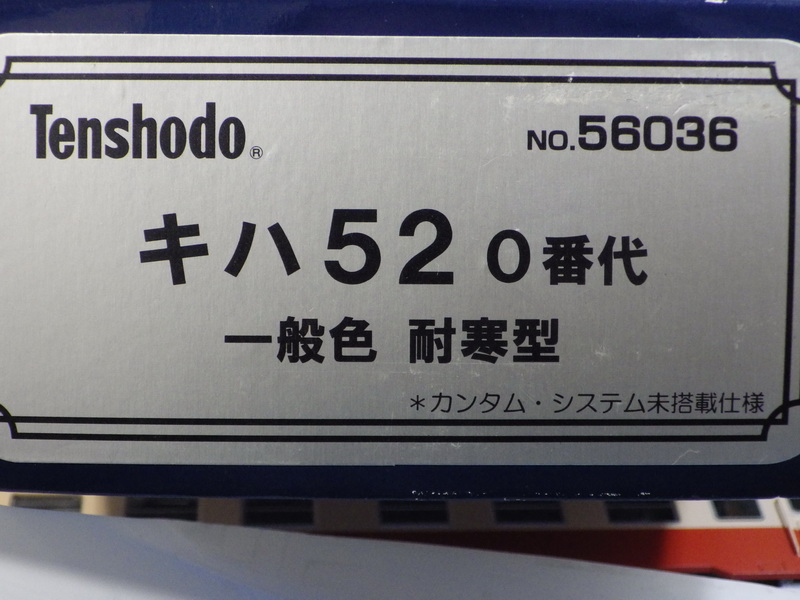 Tenshodo® NO.56036
キハ52 0番代
一般色 耐寒型
*カンタム・システム未搭載仕様